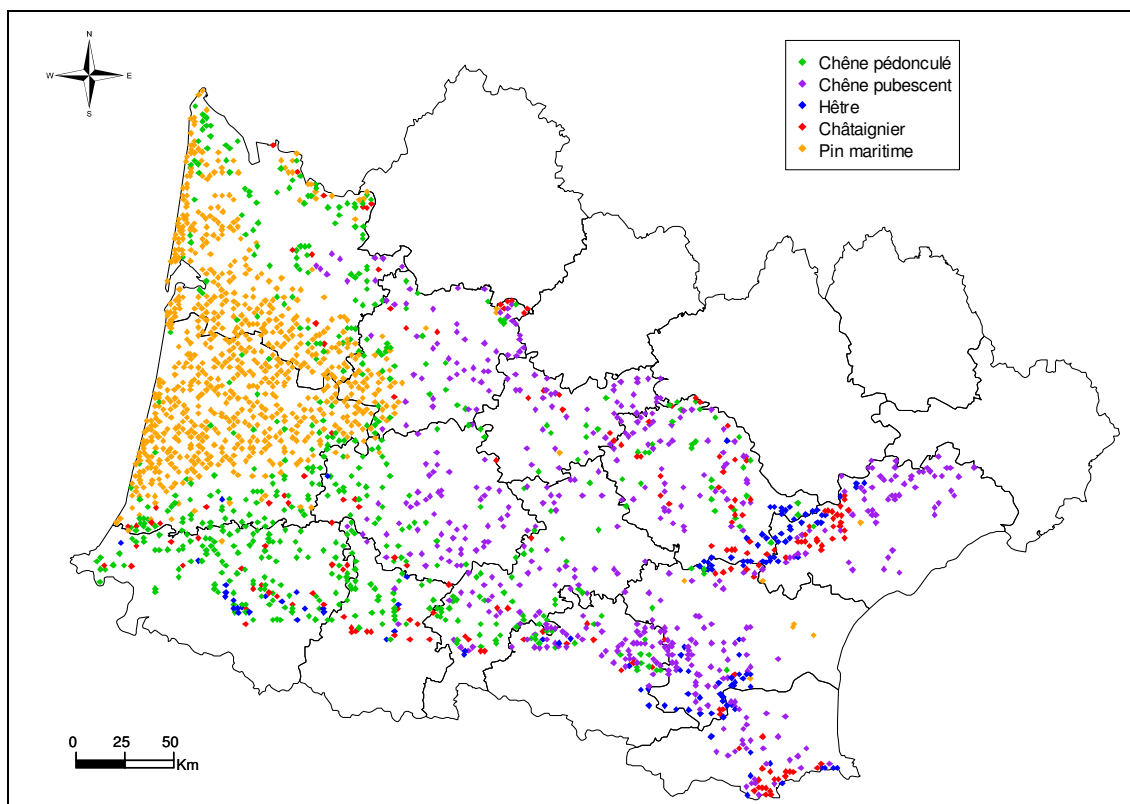 N
W E
S
Chêne pédonculé
Chêne pubescent
Hêtre
Châtaignier
Pin maritime
0 25 50
Km